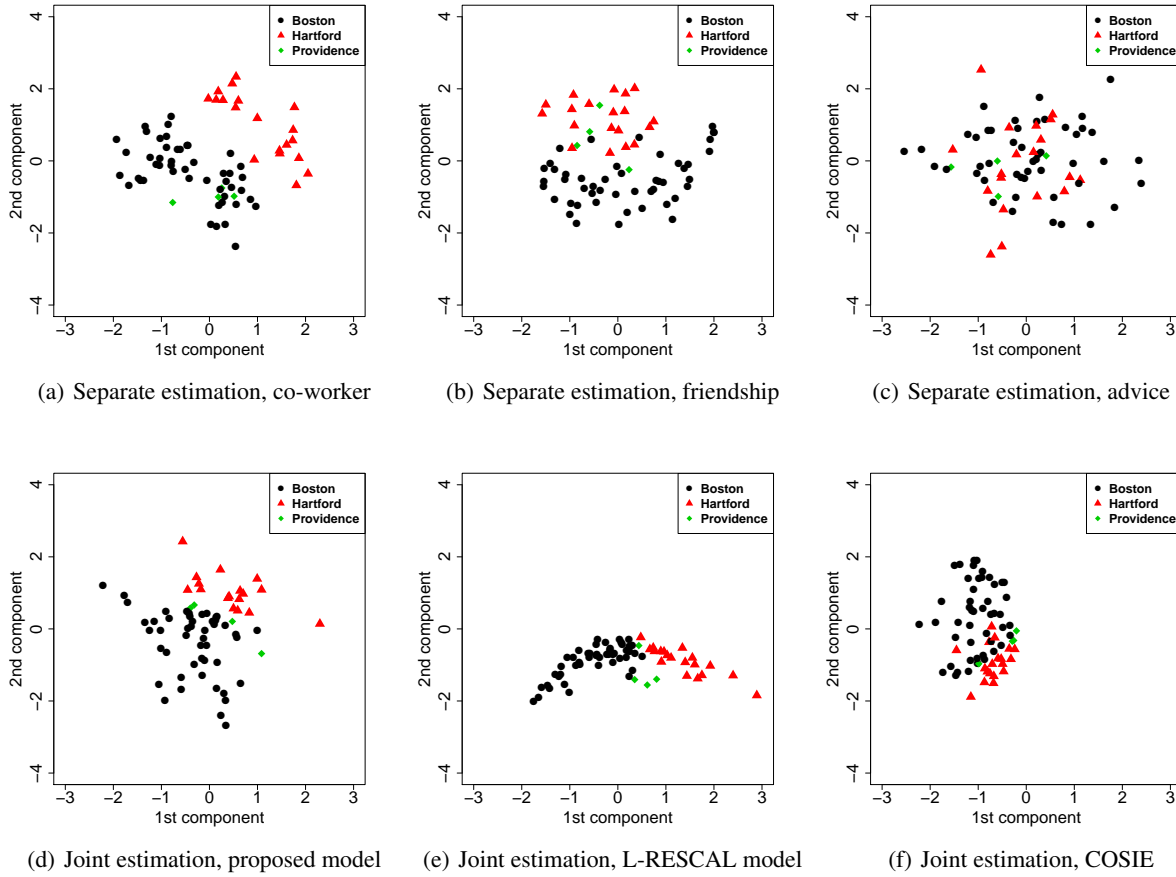 Boston
Hartford
Providence
4
2
0
−2
−4
2nd component
−3 −2 −1 0 1 2 3
1st component
(a) Separate estimation, co-worker
Boston
Hartford
Providence
4
2
0
−2
−4
2nd component
−3 −2 −1 0 1 2 3
1st component
(b) Separate estimation, friendship
Boston
Hartford
Providence
4
2
0
−2
−4
2nd component
−3 −2 −1 0 1 2 3
1st component
(c) Separate estimation, advice
Boston
Hartford
Providence
4
2
0
−2
−4
2nd component
−3 −2 −1 0 1 2 3
1st component
(d) Joint estimation, proposed model
Boston
Hartford
Providence
4
2
0
−2
−4
2nd component
−3 −2 −1 0 1 2 3
1st component
(e) Joint estimation, L-RESCAL model
Boston
Hartford
Providence
4
2
0
−2
−4
2nd component
−3 −2 −1 0 1 2 3
1st component
(f) Joint estimation, COSIE